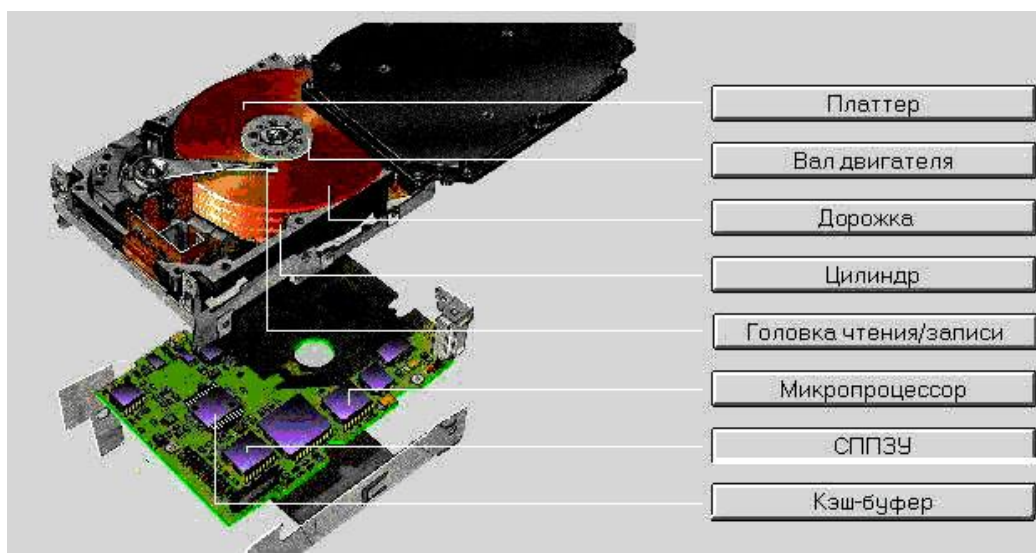 Платтер
Вал двигателя
Дорожка
Цилиндр
Головка чтения/записи
Микропроцессор
СППЗУ
Кэш-буфер